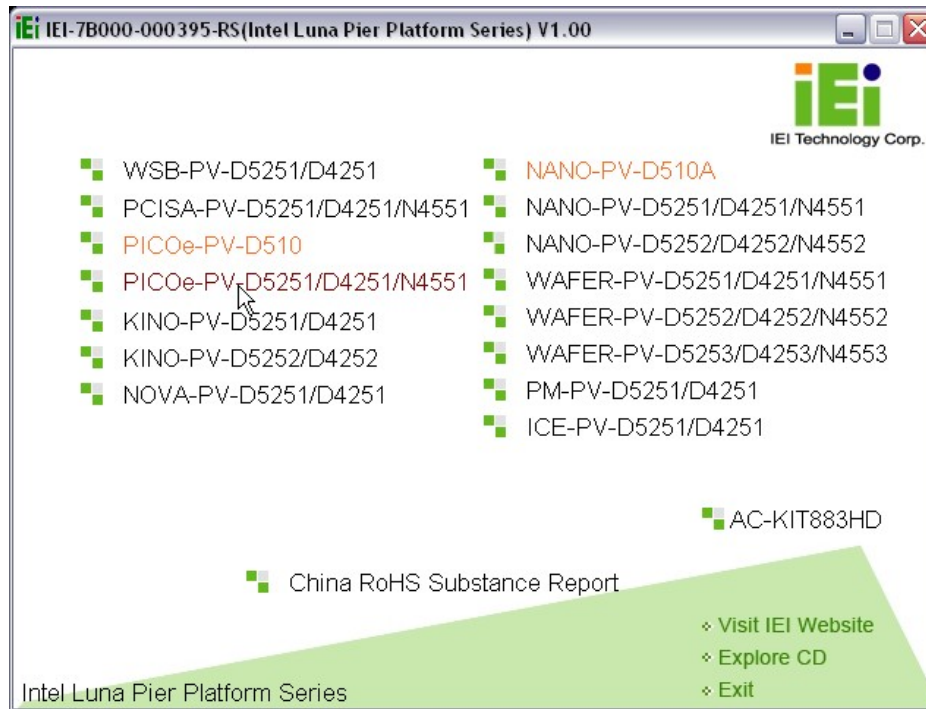 iEi IEI-7B000-000395-RS(Intel Luna Pier Platform Series) V1.00
iEi
IEI Technology Corp.
WSB-PV-D5251/D4251
PCISA-PV-D5251/D4251/N4551
PICOe-PV-D510
PICOe-PV-D5251/D4251/N4551
KINO-PV-D5251/D4251
KINO-PV-D5252/D4252
NOVA-PV-D5251/D4251
NANO-PV-D510A
NANO-PV-D5251/D4251/N4551
NANO-PV-D5252/D4252/N4552
WAFER-PV-D5251/D4251/N4551
WAFER-PV-D5252/D4252/N4552
WAFER-PV-D5253/D4253/N4553
PM-PV-D5251/D4251
ICE-PV-D5251/D4251
AC-KIT883HD
China RoHS Substance Report
Visit IEI Website
Explore CD
Exit
Intel Luna Pier Platform Series